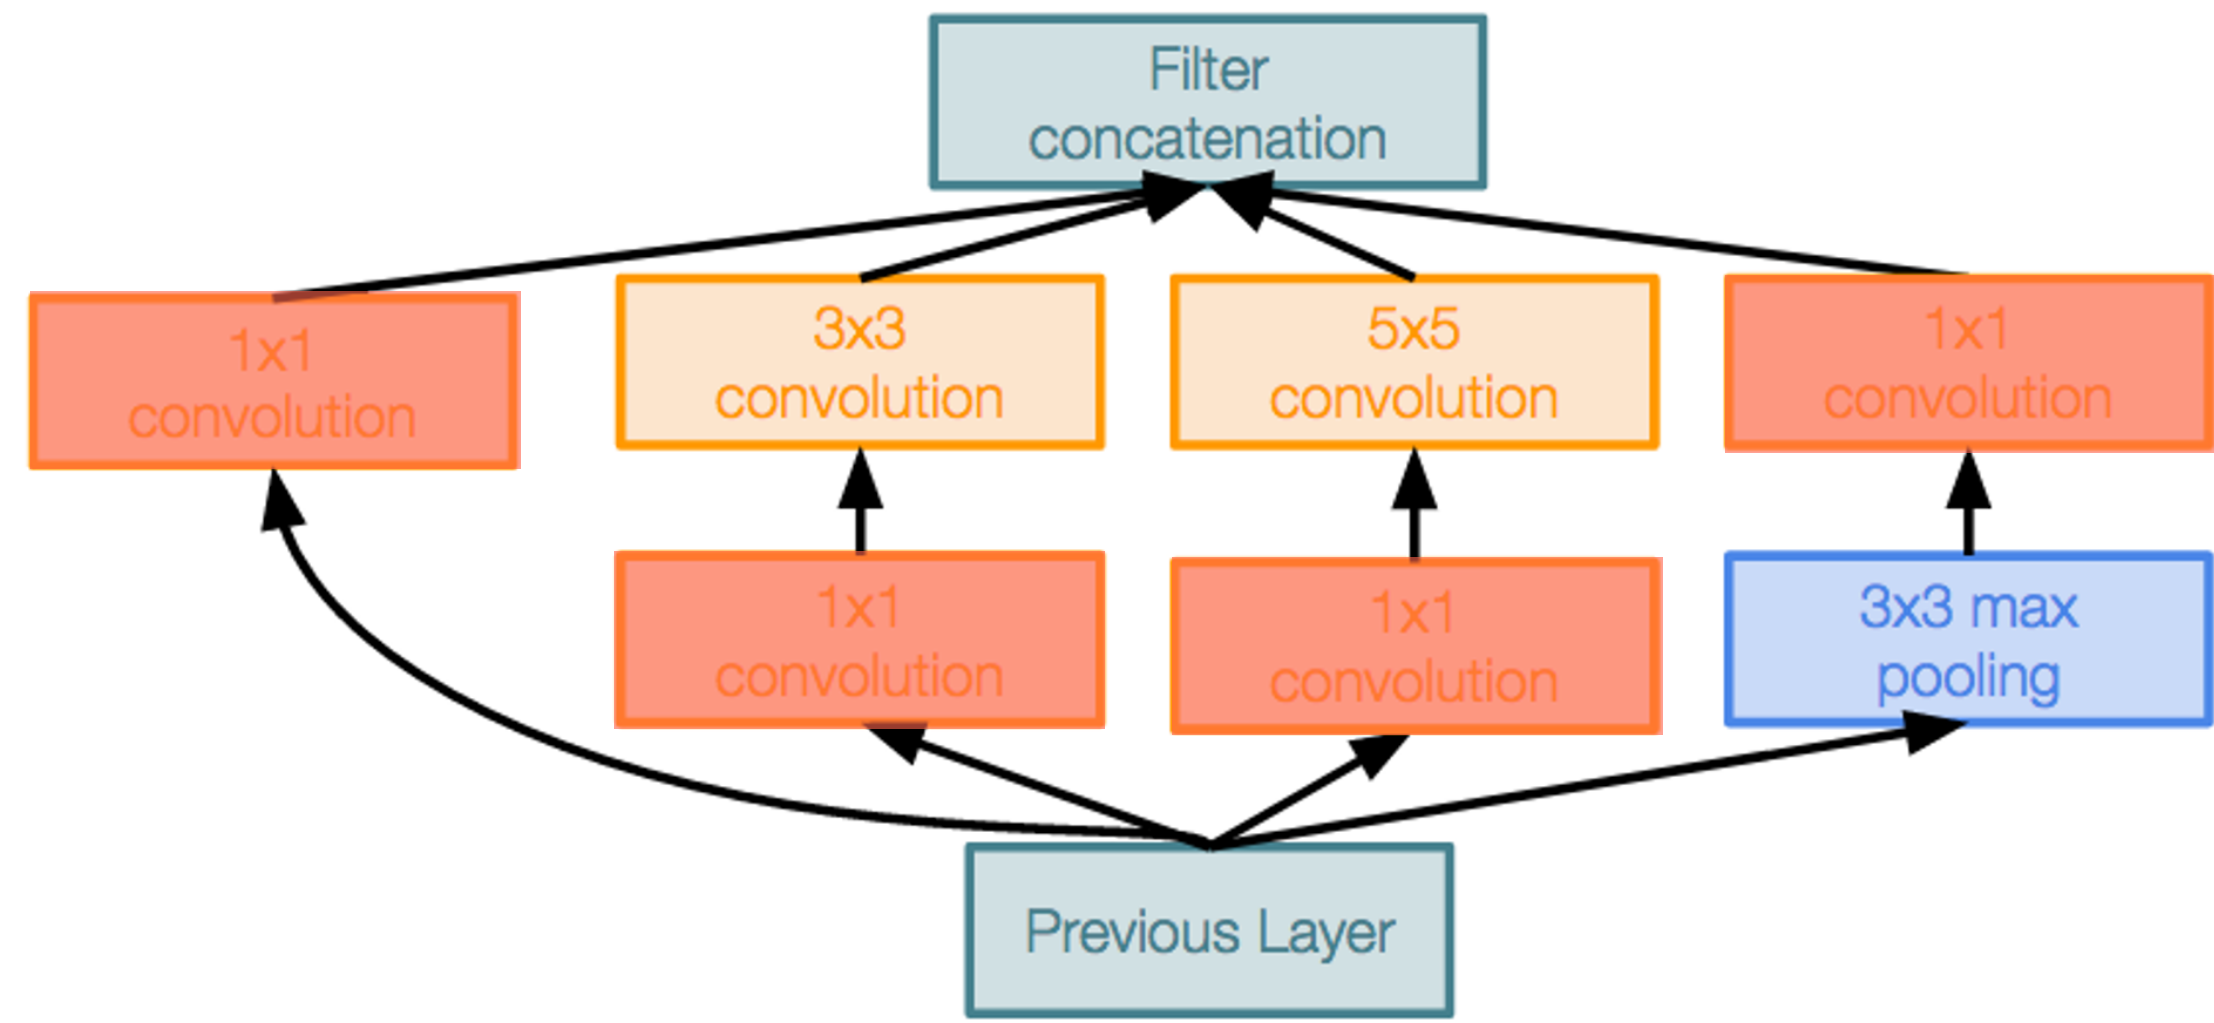 Filter
concatenation
1x1
convolution
3x3
convolution
5x5
convolution
1x1
convolution
1x1
convolution
1x1
convolution
3x3 max
pooling
Previous Layer